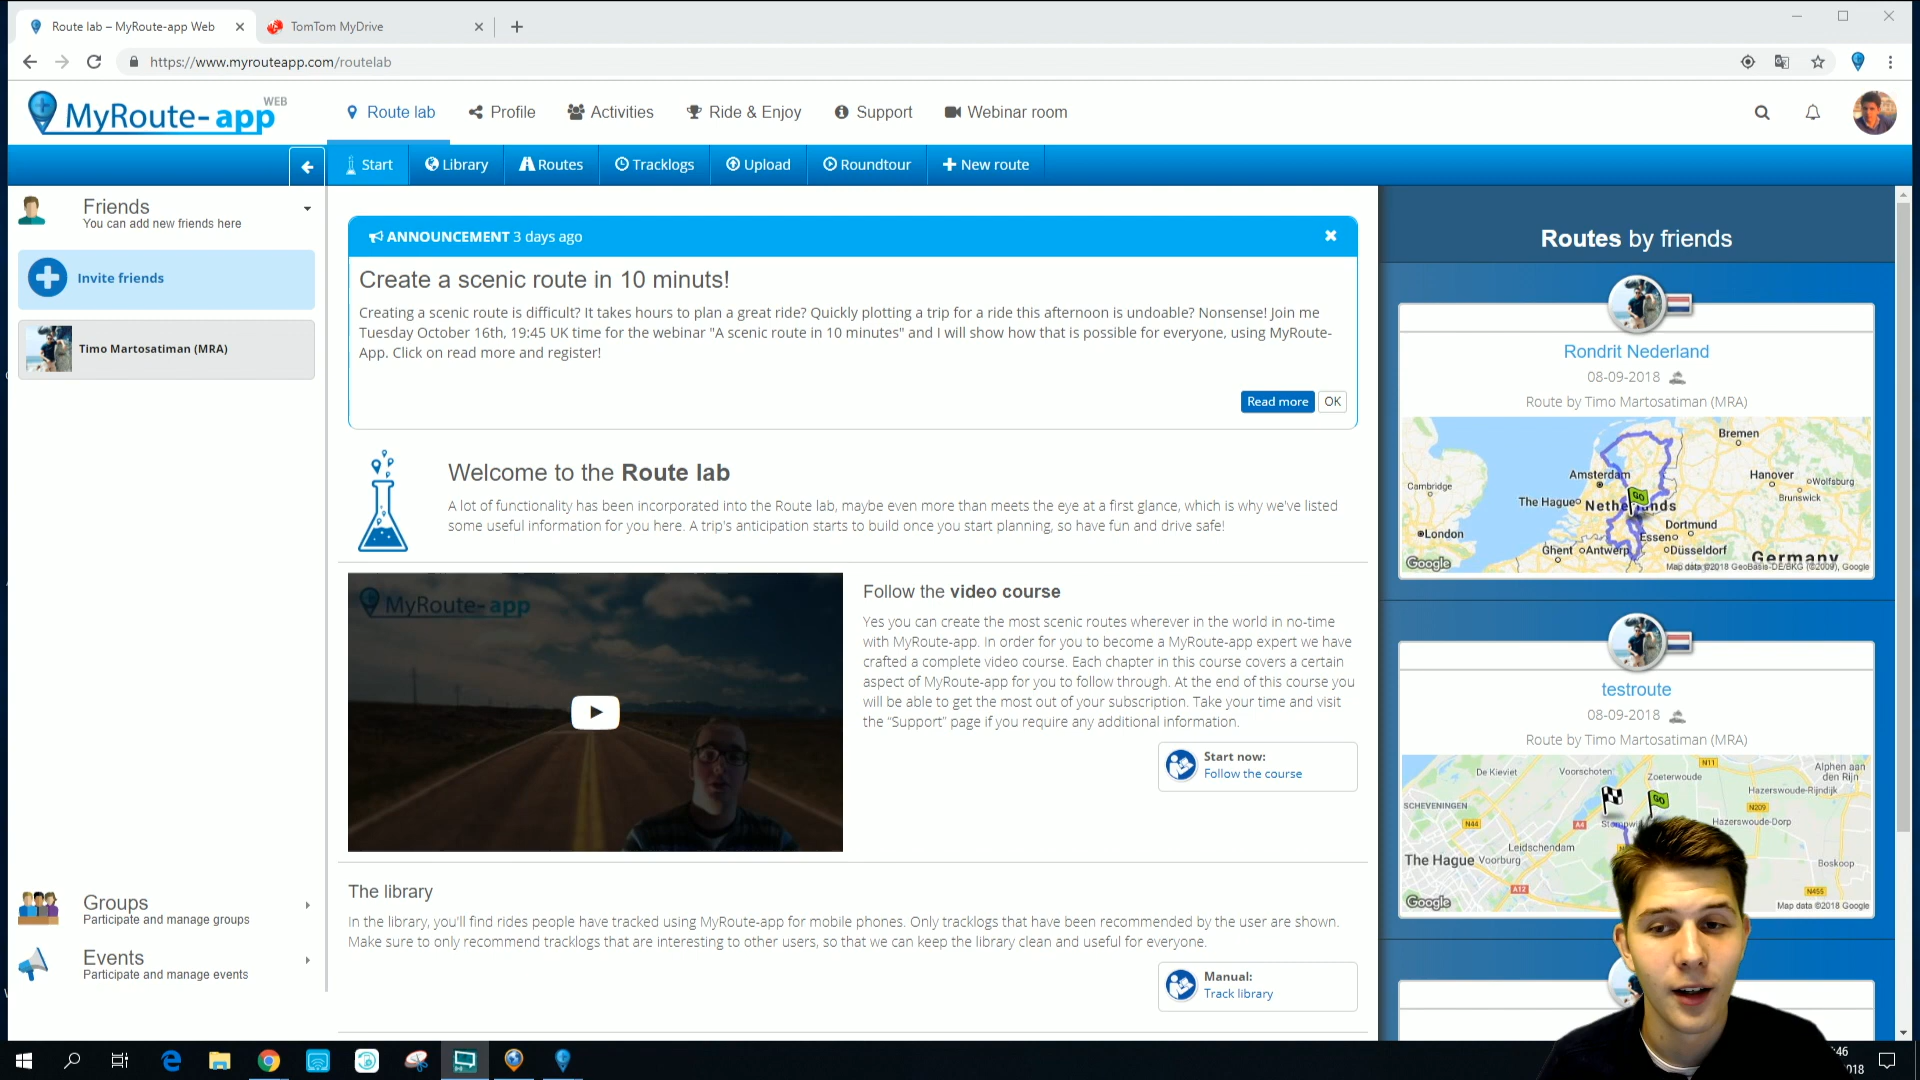 Route lab – MyRoute-app Web
TomTom MyDrive
https://www.myrouteapp.com/routelab
MyRoute-app WEB
Route lab
Profile
Activities
Ride & Enjoy
Support
Webinar room
Start
Library
Routes
Tracklogs
Upload
Roundtour
New route
Friends
You can add new friends here
Invite friends
Timo Martosatiman (MRA)
Groups
Participate and manage groups
Events
Participate and manage events
ANNOUNCEMENT 3 days ago
Create a scenic route in 10 minuts!
Creating a scenic route is difficult? It takes hours to plan a great ride? Quickly plotting a trip for a ride this afternoon is undoable? Nonsense! Join me
Tuesday October 16th, 19:45 UK time for the webinar "A scenic route in 10 minutes" and I will show how that is possible for everyone, using MyRoute-
App. Click on read more and register!
Read more
OK
Welcome to the Route lab
A lot of functionality has been incorporated into the Route lab, maybe even more than meets the eye at a first glance, which is why we've listed
some useful information for you here. A trip's anticipation starts to build once you start planning, so have fun and drive safe!
MyRoute-app
Follow the video course
Yes you can create the most scenic routes wherever in the world in no-time
with MyRoute-app. In order for you to become a MyRoute-app expert we have
crafted a complete video course. Each chapter in this course covers a certain
aspect of MyRoute-app for you to follow through. At the end of this course you
will be able to get the most out of your subscription. Take your time and visit
the “Support” page if you require any additional information.
Start now:
Follow the course
The library
In the library, you'll find rides people have tracked using MyRoute-app for mobile phones. Only tracklogs that have been recommended by the user are shown.
Make sure to only recommend tracklogs that are interesting to other users, so that we can keep the library clean and useful for everyone.
Manual:
Track library
Routes by friends
Rondrit Nederland
08-09-2018
Route by Timo Martosatiman (MRA)
Bremen
Amsterdam
Hanover
Cambridge
Wolfsburg
Brunswick
The Hague
GO
Dortmund
London
Essen
Ghent
Antwerp
Düsseldorf
Germany
Google
Map data ©2018 GeoBasis-DE/BKG (©2009), Google
testroute
08-09-2018
Route by Timo Martosatiman (MRA)
De Kieviet
Voorschoten
N11
Zoeterwoude
Alphen aan
den Rijn
Hazerswoude-Rijndijk
SCHEVENINGEN
GO
N209
N44
A4
Hazerswoude-Dorp
Leidschendam
The Hague
Voorburg
Boskoop
A12
N455
Google
Map data ©2018 Google
:46
2018